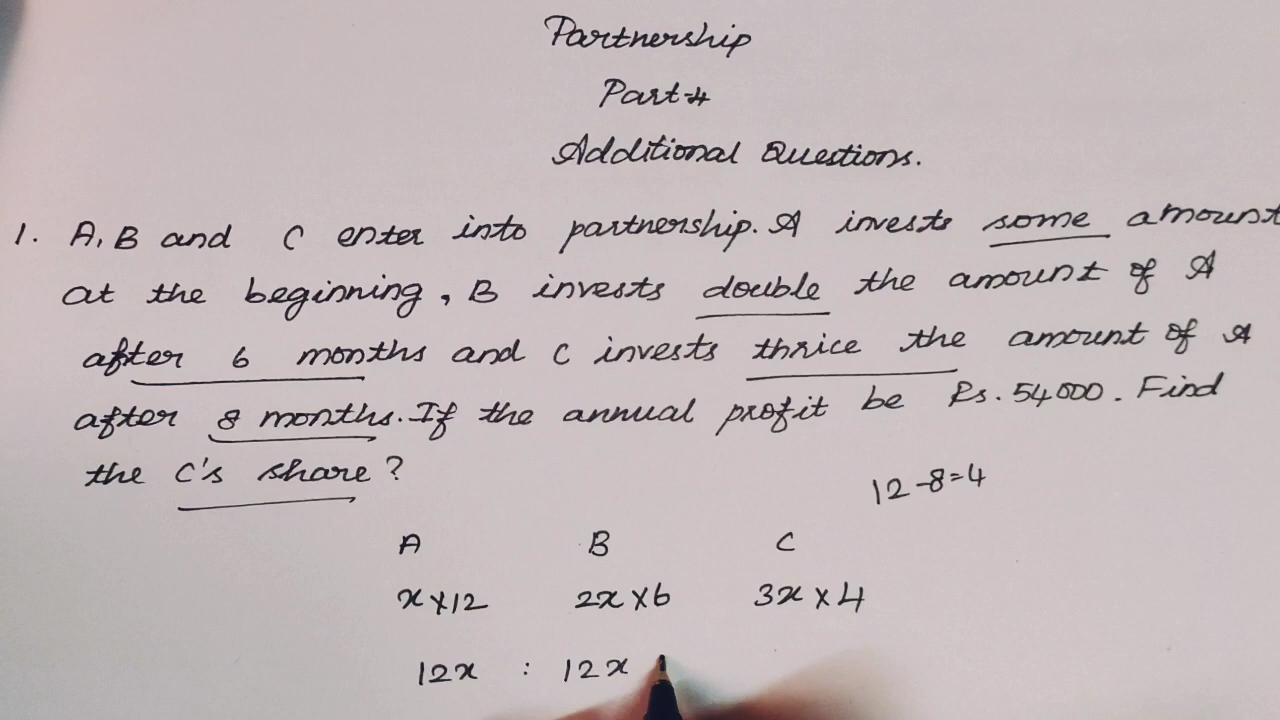 Partnership
Part-4
Additional Questions.
1. A, B and C enter into partnership. A invests some amount
at the beginning, B invests double the amount of A
after 6 months and C invests thrice the amount of A
after 8 months. If the annual profit be Rs. 54000. Find
the C's share?
12-8=4
A B C
x×12 2x×6 3x×4
12x : 12x